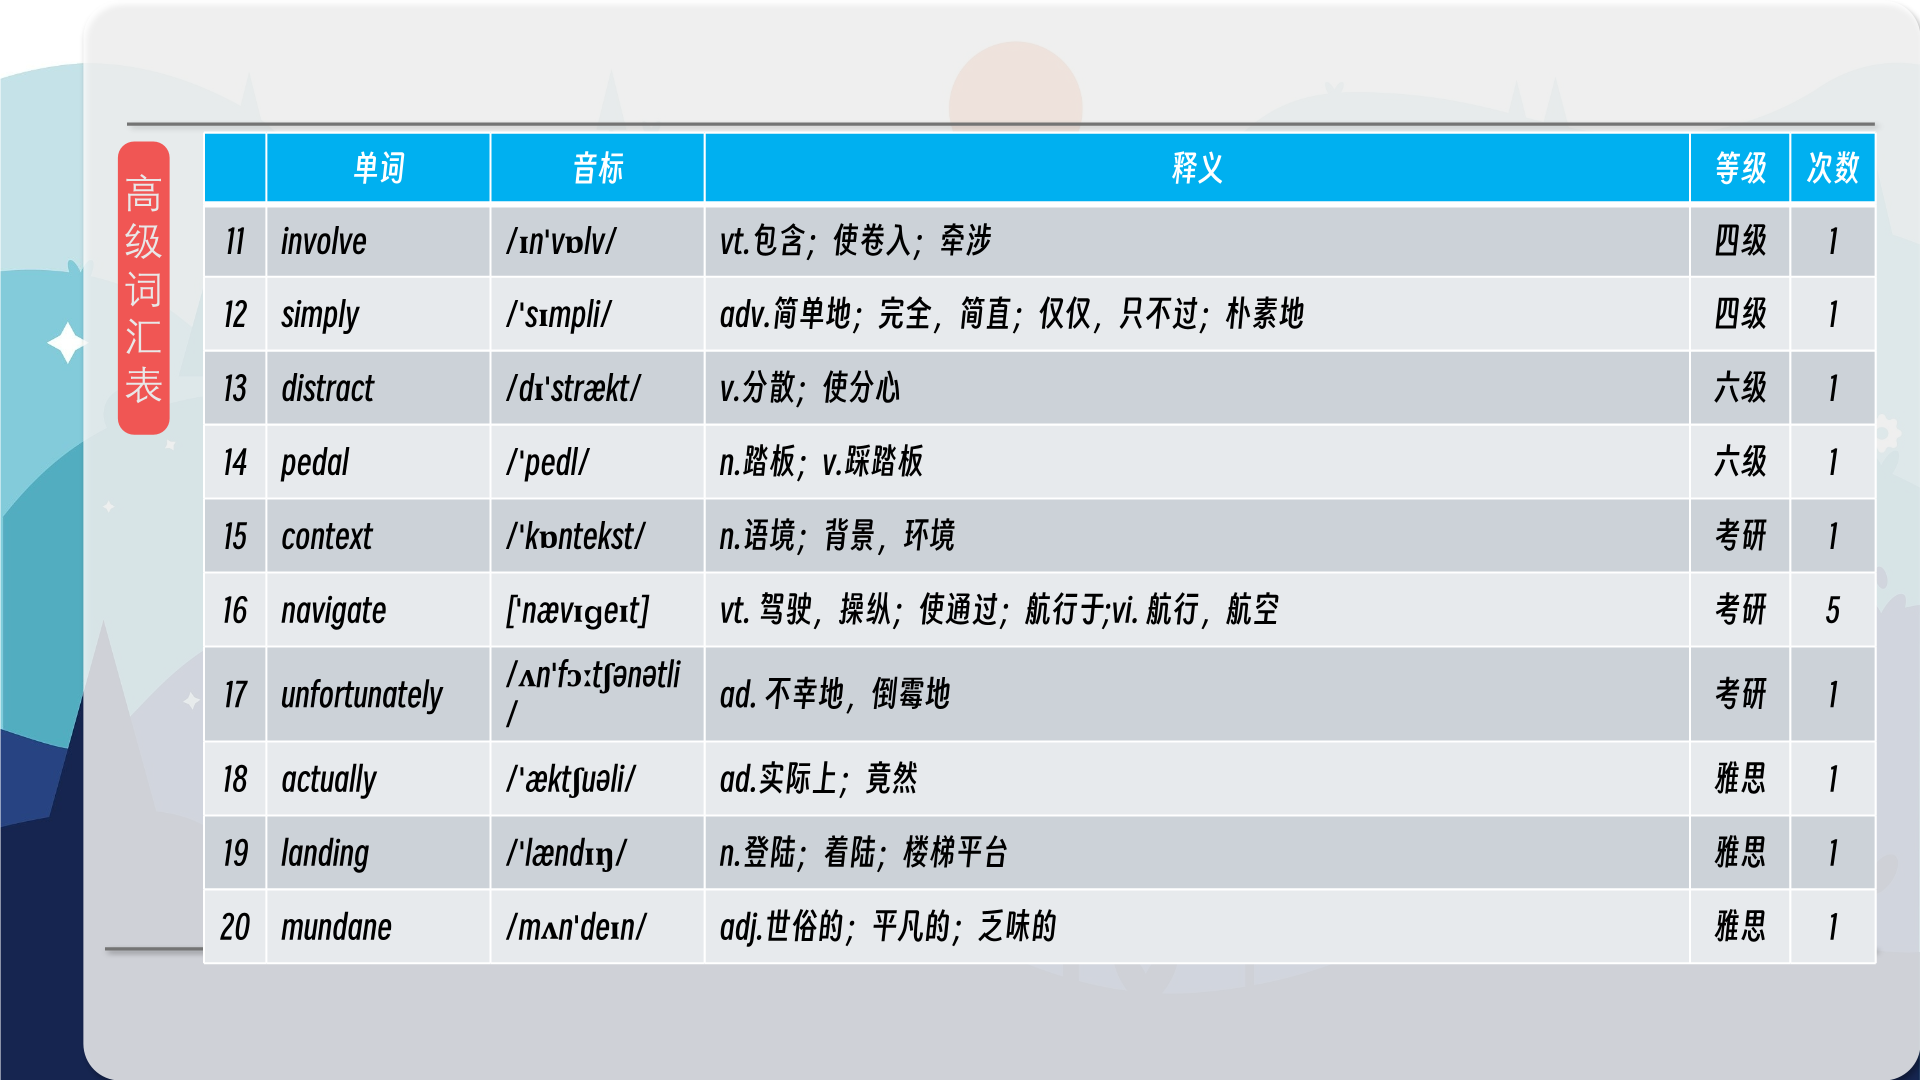 高级词汇表
单词 音标 释义 等级 次数
11 involve /ɪn'vɒlv/ vt.包含；使卷入；牵涉 四级 1
12 simply /'sɪmpli/ adv.简单地；完全，简直；仅仅，只不过；朴素地 四级 1
13 distract /dɪ'strækt/ v.分散；使分心 六级 1
14 pedal /'pedl/ n.踏板；v.踩踏板 六级 1
15 context /'kɒntekst/ n.语境；背景，环境 考研 1
16 navigate ['nævɪɡeɪt] vt. 驾驶，操纵；使通过；航行于;vi. 航行，航空 考研 5
17 unfortunately /ʌn'fɔːtʃənətli/ ad. 不幸地，倒霉地 考研 1
18 actually /'æktʃuəli/ ad.实际上；竟然 雅思 1
19 landing /'lændɪŋ/ n.登陆；着陆；楼梯平台 雅思 1
20 mundane /mʌn'deɪn/ adj.世俗的；平凡的；乏味的 雅思 1